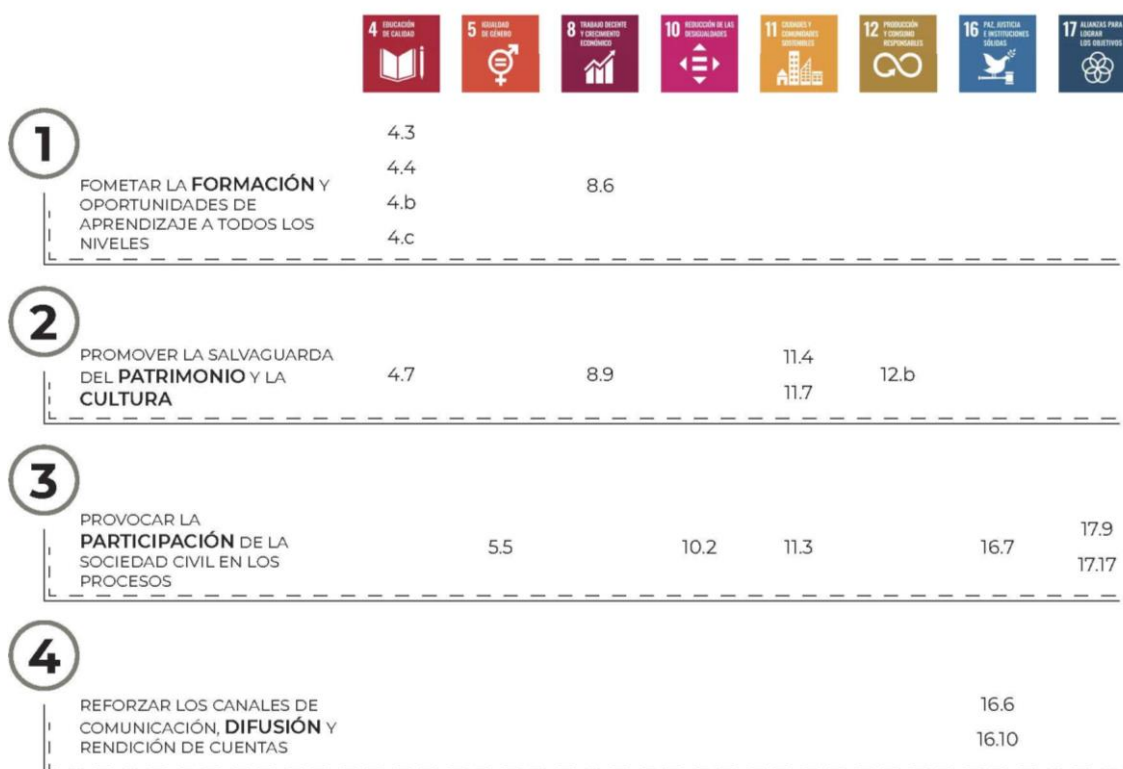 4 EDUCACIÓN
DE CALIDAD
5 IGUALDAD
DE GÉNERO
8 TRABAJO DECENTE
Y CRECIMIENTO
ECONÓMICO
10 REDUCCIÓN DE LAS
DESIGUALDADES
11 CIUDADES Y
COMUNIDADES
SOSTENIBLES
12 PRODUCCIÓN
Y CONSUMO
RESPONSABLES
16 PAZ, JUSTICIA
E INSTITUCIONES
SÓLIDAS
17 ALIANZAS PARA
LOGRAR
LOS OBJETIVOS
1
FOMETAR LA FORMACIÓN Y
OPORTUNIDADES DE
APRENDIZAJE A TODOS LOS
NIVELES
4.3
4.4
4.b
4.c
8.6
2
PROMOVER LA SALVAGUARDA
DEL PATRIMONIO Y LA
CULTURA
4.7
8.9
11.4
11.7
12.b
3
PROVOCAR LA
PARTICIPACIÓN DE LA
SOCIEDAD CIVIL EN LOS
PROCESOS
5.5
10.2
11.3
16.7
17.9
17.17
4
REFORZAR LOS CANALES DE
COMUNICACIÓN, DIFUSIÓN Y
RENDICIÓN DE CUENTAS
16.6
16.10